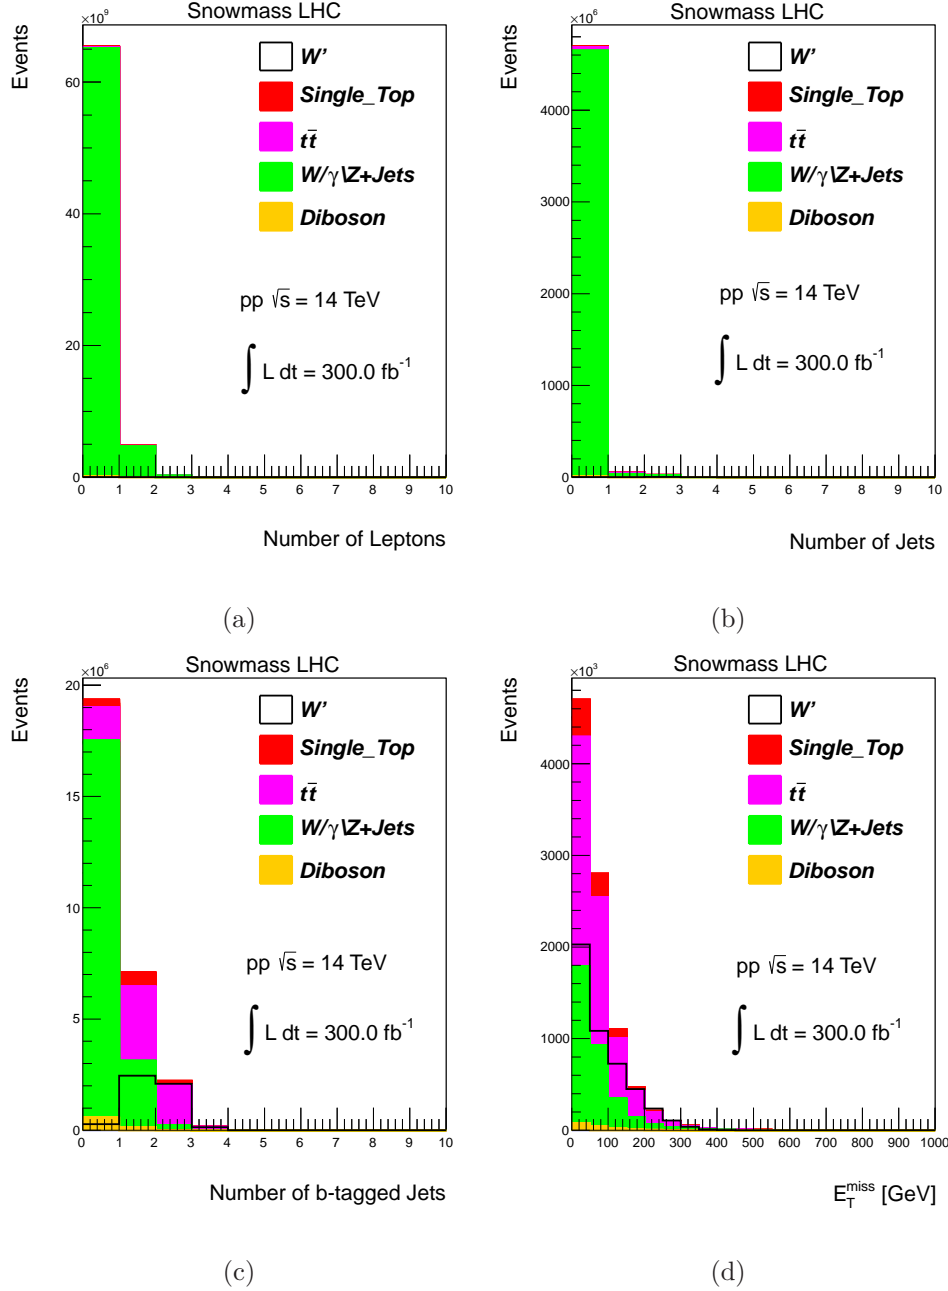 Snowmass LHC
×10⁹
Events
W'
Single_Top
tt̄
W/γ\Z+Jets
Diboson
pp √s = 14 TeV
∫ L dt = 300.0 fb⁻¹
60
40
20
0
0 1 2 3 4 5 6 7 8 9 10
Number of Leptons
(a)
Snowmass LHC
×10⁶
Events
W'
Single_Top
tt̄
W/γ\Z+Jets
Diboson
pp √s = 14 TeV
∫ L dt = 300.0 fb⁻¹
4000
3000
2000
1000
0
0 1 2 3 4 5 6 7 8 9 10
Number of Jets
(b)
Snowmass LHC
×10⁶
Events
W'
Single_Top
tt̄
W/γ\Z+Jets
Diboson
pp √s = 14 TeV
∫ L dt = 300.0 fb⁻¹
20
15
10
5
0
0 1 2 3 4 5 6 7 8 9 10
Number of b-tagged Jets
(c)
Snowmass LHC
×10³
Events
W'
Single_Top
tt̄
W/γ\Z+Jets
Diboson
pp √s = 14 TeV
∫ L dt = 300.0 fb⁻¹
4000
3000
2000
1000
0
0 100 200 300 400 500 600 700 800 900 1000
E_T^miss [GeV]
(d)